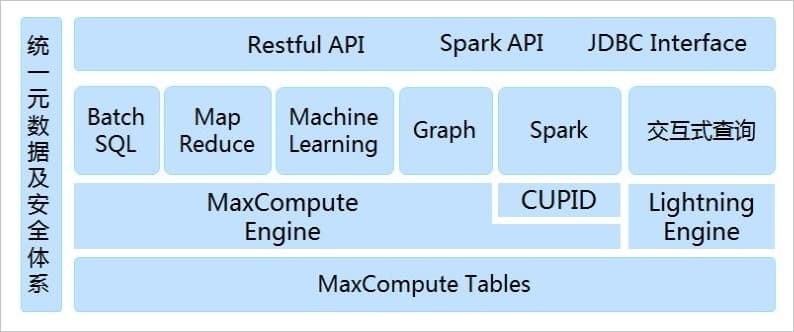 统一元数据及安全体系
Restful API
Spark API
JDBC Interface
Batch
SQL
Map
Reduce
Machine
Learning
Graph
Spark
交互式查询
MaxCompute
Engine
CUPID
Lightning
Engine
MaxCompute Tables